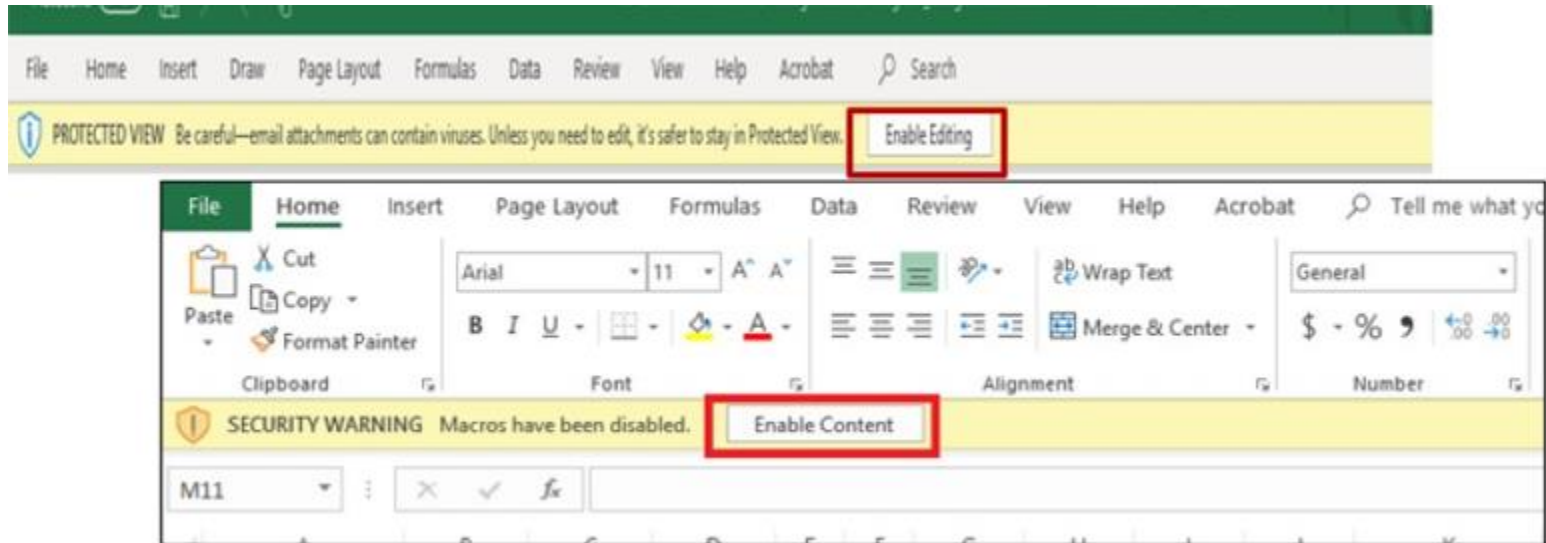 File Home Insert Draw Page Layout Formulas Data Review View Help Acrobat Search
PROTECTED VIEW Be careful—email attachments can contain viruses. Unless you need to edit, it's safer to stay in Protected View. Enable Editing
File Home Insert Page Layout Formulas Data Review View Help Acrobat Tell me what
Cut
Arial 11 A^ A˅ ab Wrap Text General
Copy
Paste
Format Painter B I U A Merge & Center $ % 9 .00 .00
Clipboard Font Alignment Number
SECURITY WARNING Macros have been disabled. Enable Content
M11 fx